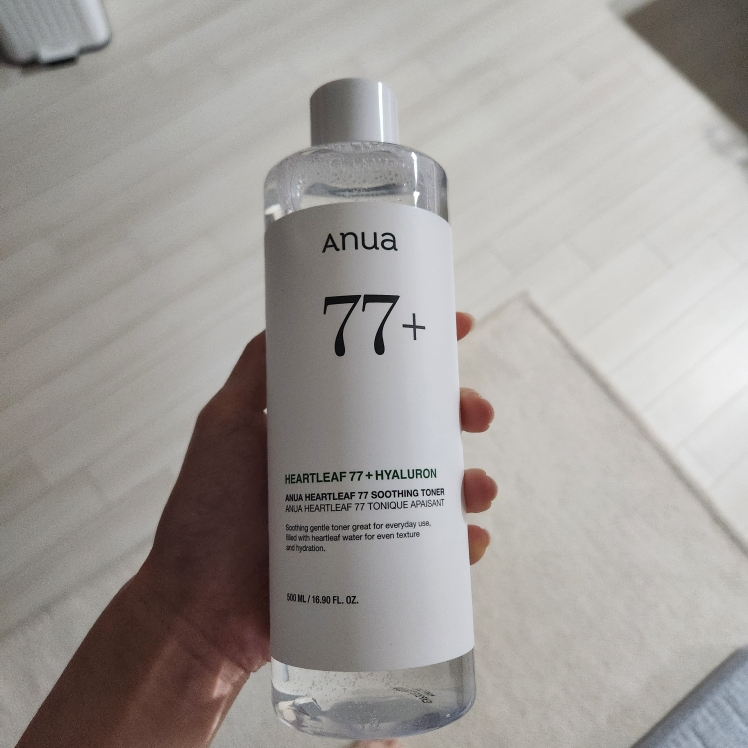 Anua
77+
HEARTLEAF 77+HYALURON
ANUA HEARTLEAF 77 SOOTHING TONER
ANUA HEARTLEAF 77 TONIQUE APAISANT
Soothing gentle toner great for everyday use,
filled with heartleaf water for even texture
and hydration.
500 ML / 16.90 FL. OZ.